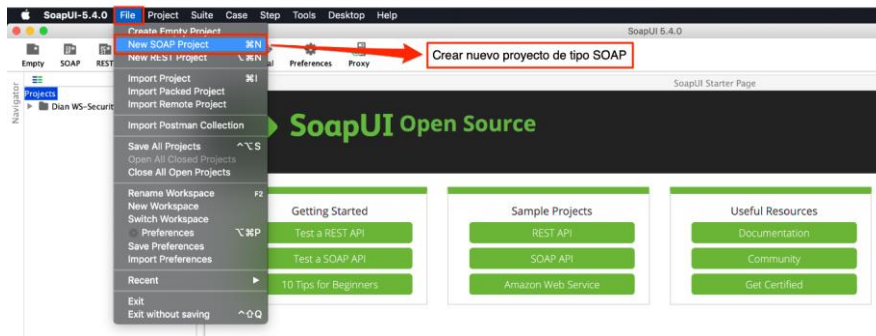 SoapUI-5.4.0 File Project Suite Case Step Tools Desktop Help
SoapUI 5.4.0
Create Empty Project
New SOAP Project ⌘N
New REST Project ⌥⌘N
Empty SOAP REST Preferences Proxy
Crear nuevo proyecto de tipo SOAP
Import Project ⌘I
Import Packed Project
Import Remote Project
Import Postman Collection
Save All Projects ^⌥S
Open All Closed Projects
Close All Open Projects
Rename Workspace F2
New Workspace
Switch Workspace
Preferences ⌥⌘P
Save Preferences
Import Preferences
Recent
Exit
Exit without saving ^⇧Q
Navigator
Projects
Dian WS-Securit
SoapUI Starter Page
SoapUI Open Source
Getting Started
Test a REST API
Test a SOAP API
10 Tips for Beginners
Sample Projects
REST API
SOAP API
Amazon Web Service
Useful Resources
Documentation
Community
Get Certified